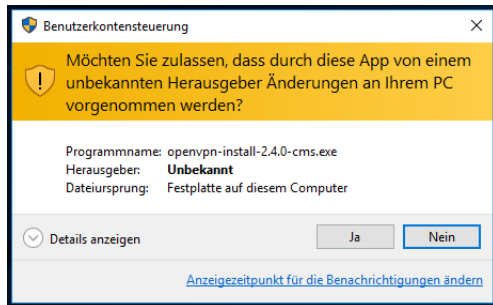 Benutzerkontensteuerung
Möchten Sie zulassen, dass durch diese App von einem
unbekannten Herausgeber Änderungen an Ihrem PC
vorgenommen werden?
Programmname: openvpn-install-2.4.0-cms.exe
Herausgeber: Unbekannt
Dateiursprung: Festplatte auf diesem Computer
Details anzeigen
Ja
Nein
Anzeigezeitpunkt für die Benachrichtigungen ändern